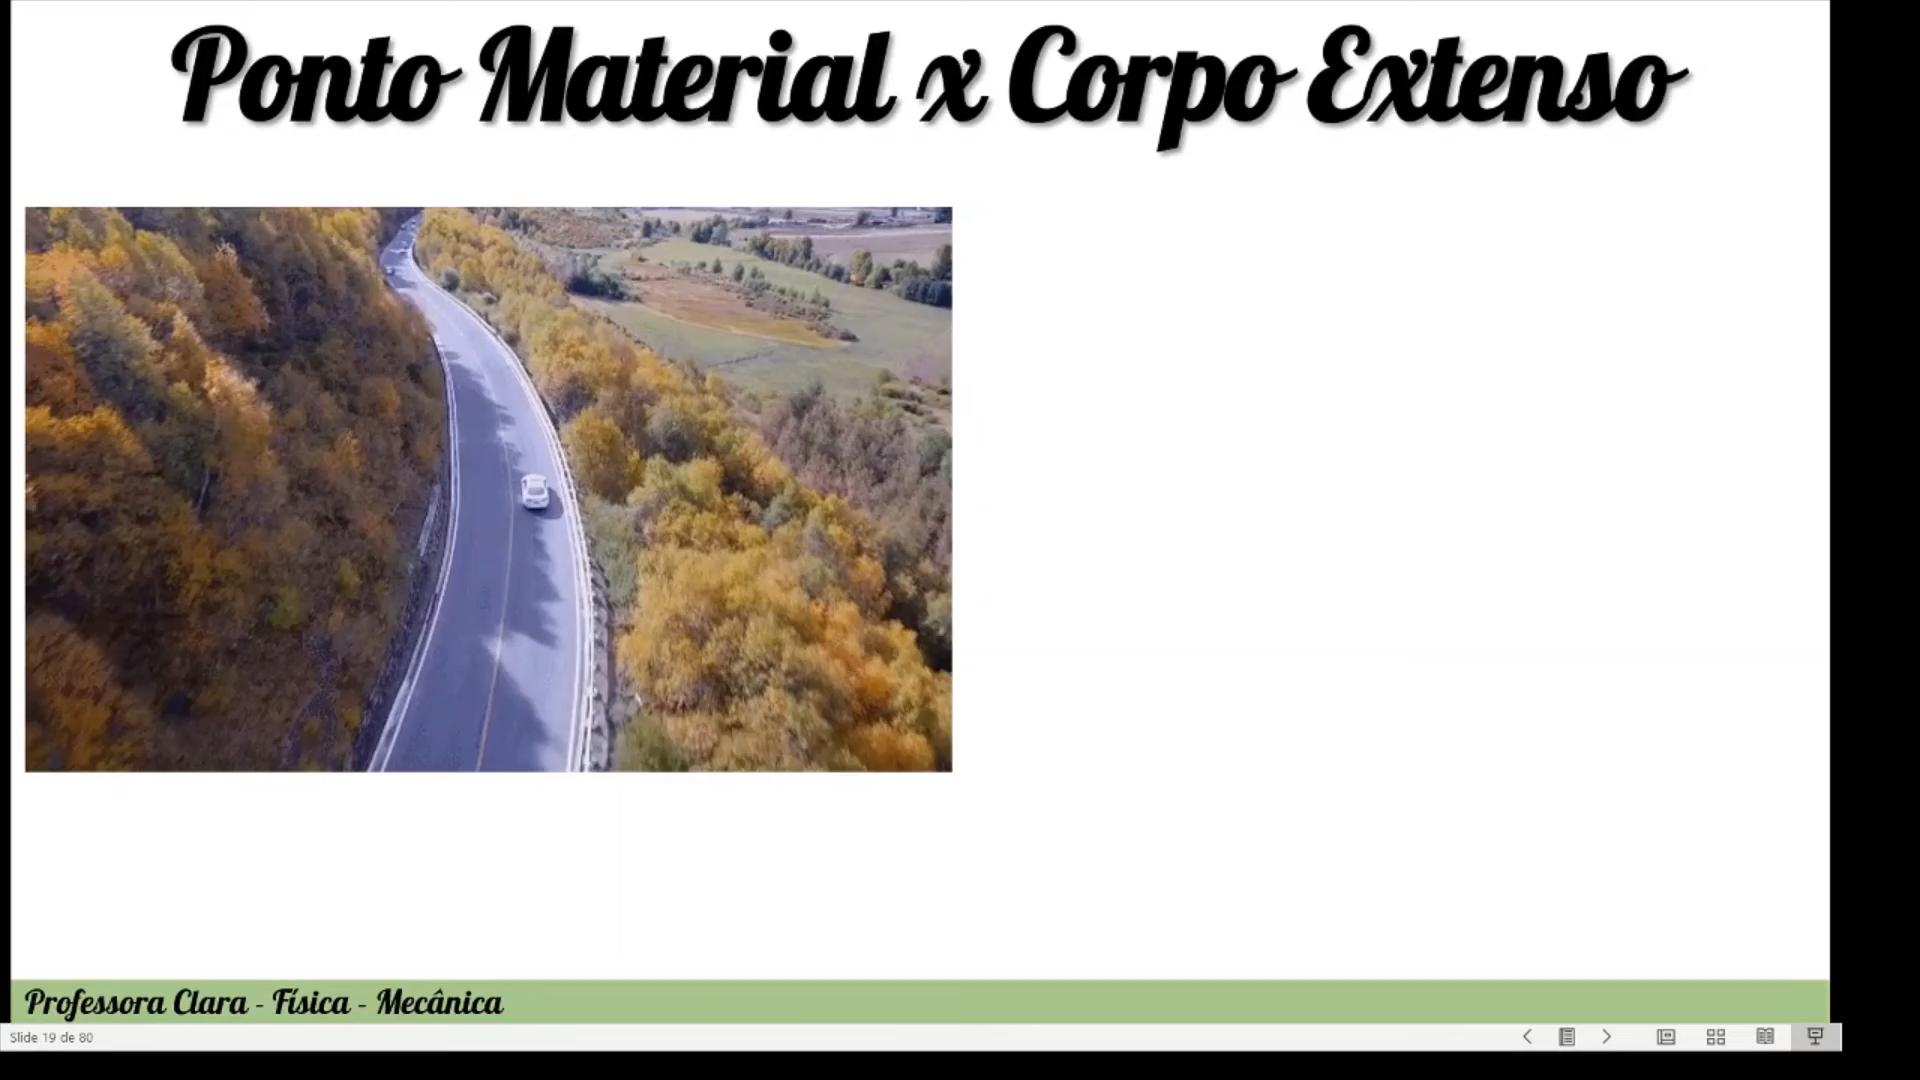 Ponto Material x Corpo Extenso
Professora Clara - Física - Mecânica
Slide 19 de 80